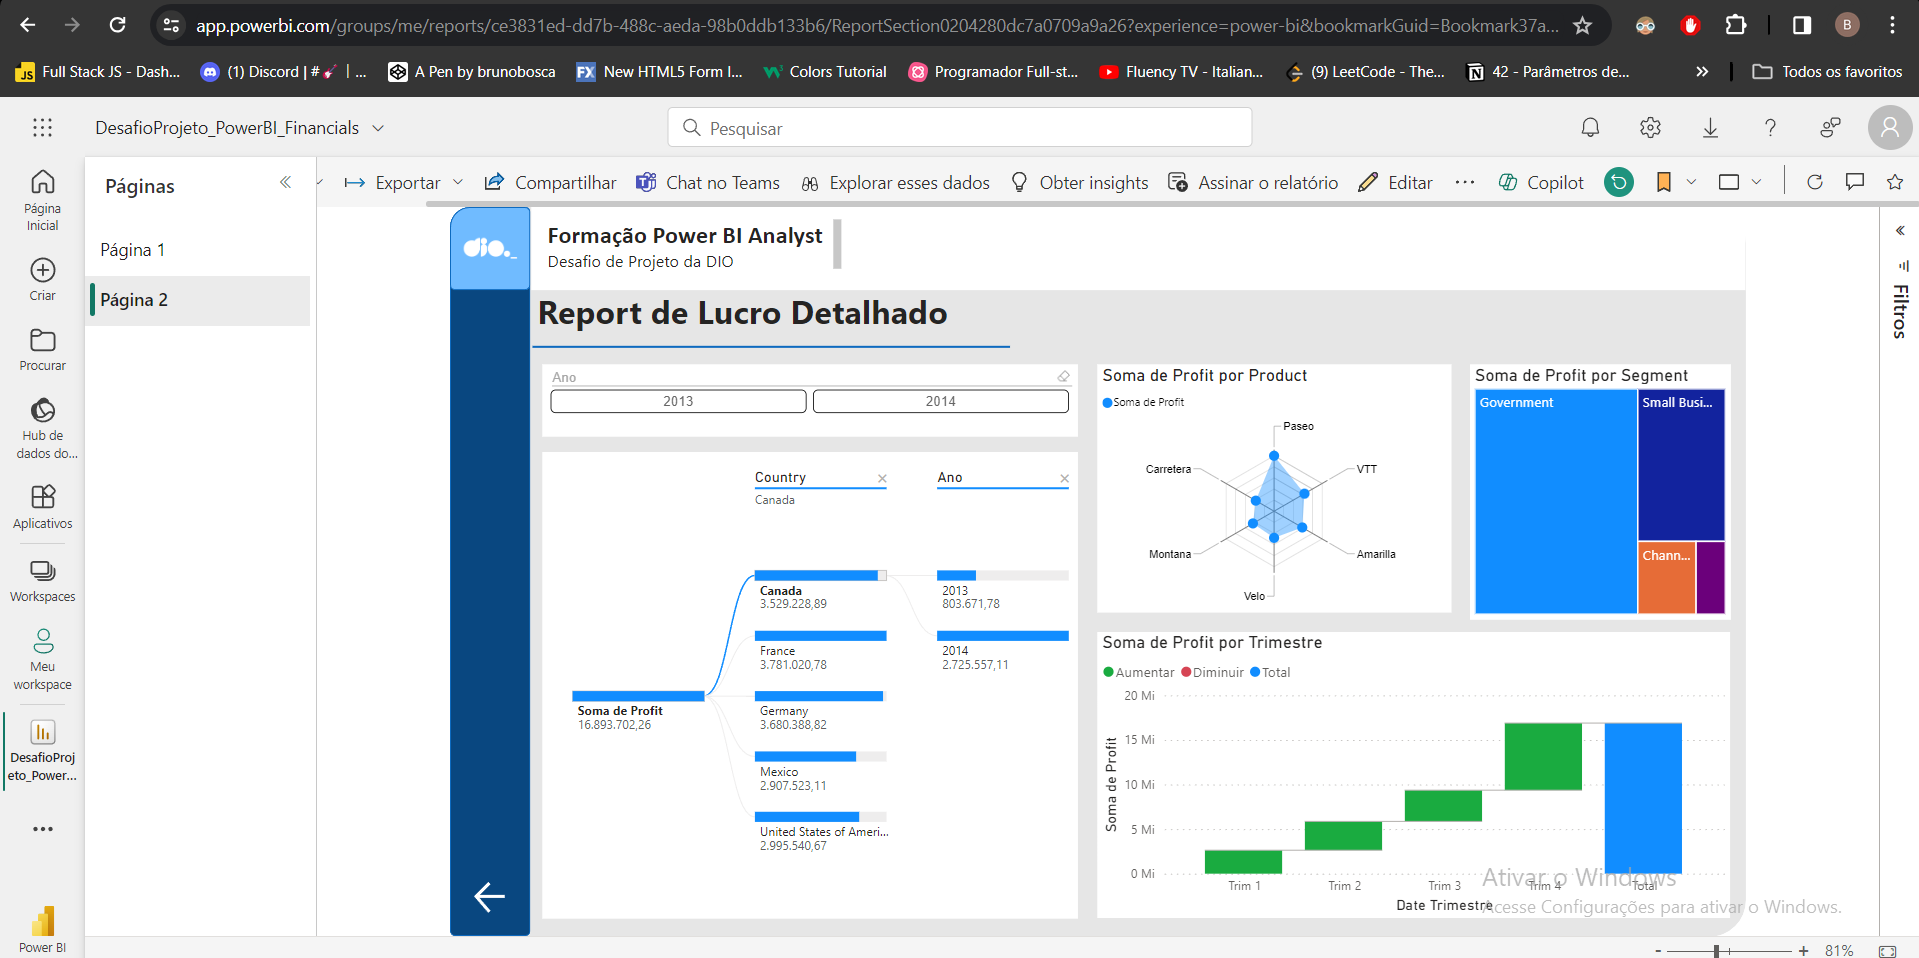 app.powerbi.com/groups/me/reports/ce3831ed-dd7b-488c-aeda-98b0ddb133b6/ReportSection0204280dc7a0709a9a26?experience=power-bi&bookmarkGuid=Bookmark37a...
B
Full Stack JS - Dash...
(1) Discord | #🎸 | ...
A Pen by brunobosca
New HTML5 Form I...
Colors Tutorial
Programador Full-st...
Fluency TV - Italian...
(9) LeetCode - The...
42 - Parâmetros de...
Todos os favoritos
DesafioProjeto_PowerBI_Financials
Pesquisar
Página
Inicial
Criar
Procurar
Hub de
dados do...
Aplicativos
Workspaces
Meu
workspace
DesafioProj
eto_Power...
Power BI
Páginas
Página 1
Página 2
Exportar
Compartilhar
Chat no Teams
Explorar esses dados
Obter insights
Assinar o relatório
Editar
Copilot
dio._
Formação Power BI Analyst
Desafio de Projeto da DIO
Filtros
Report de Lucro Detalhado
Ano
2013
2014
Country
Canada
Ano
Soma de Profit
16.893.702,26
Canada
3.529.228,89
France
3.781.020,78
Germany
3.680.388,82
Mexico
2.907.523,11
United States of Ameri...
2.995.540,67
2013
803.671,78
2014
2.725.557,11
Soma de Profit por Product
Soma de Profit
Paseo
VTT
Amarilla
Velo
Montana
Carretera
Soma de Profit por Segment
Government
Small Busi...
Chann...
Soma de Profit por Trimestre
Aumentar Diminuir Total
20 Mi
15 Mi
10 Mi
5 Mi
0 Mi
Soma de Profit
Trim 1
Trim 2
Trim 3
Trim 4
Total
Date Trimestre
Ativar o Windows
Acesse Configurações para ativar o Windows.
- + 81%